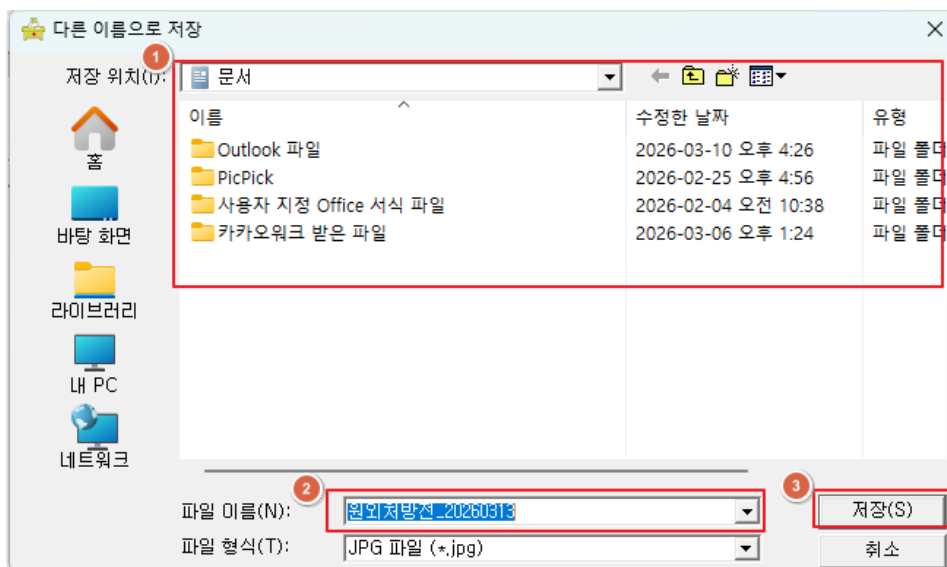 다른 이름으로 저장
1
저장 위치(I): 문서
이름 수정한 날짜 유형
Outlook 파일 2026-03-10 오후 4:26 파일 폴더
PicPick 2026-02-25 오후 4:56 파일 폴더
사용자 지정 Office 서식 파일 2026-02-04 오전 10:38 파일 폴더
카카오워크 받은 파일 2026-03-06 오후 1:24 파일 폴더
홈
바탕 화면
라이브러리
내 PC
네트워크
2
3
파일 이름(N): 원외처방전_20260313 저장(S)
파일 형식(T): JPG 파일 (*.jpg) 취소